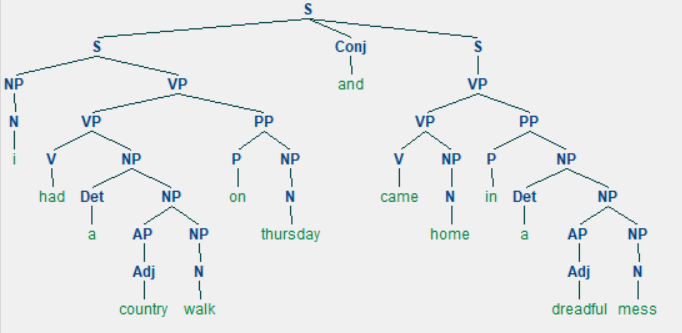 S
S Conj S
NP VP and VP
N VP PP VP PP
i V NP P NP V NP P NP
had Det NP on N came N in Det NP
a AP NP thursday home a AP NP
Adj N Adj N
country walk dreadful mess